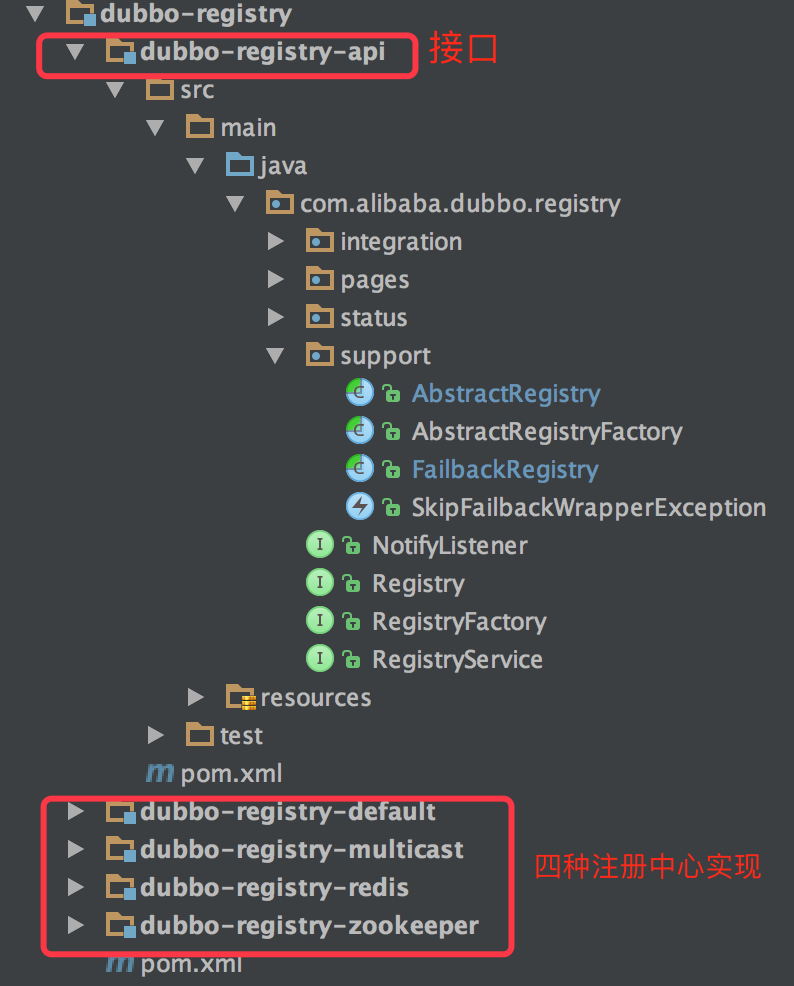 dubbo-registry
dubbo-registry-api 接口
src
main
java
com.alibaba.dubbo.registry
integration
pages
status
support
AbstractRegistry
AbstractRegistryFactory
FailbackRegistry
SkipFailbackWrapperException
NotifyListener
Registry
RegistryFactory
RegistryService
resources
test
pom.xml
dubbo-registry-default
dubbo-registry-multicast
四种注册中心实现
dubbo-registry-redis
dubbo-registry-zookeeper
pom.xml